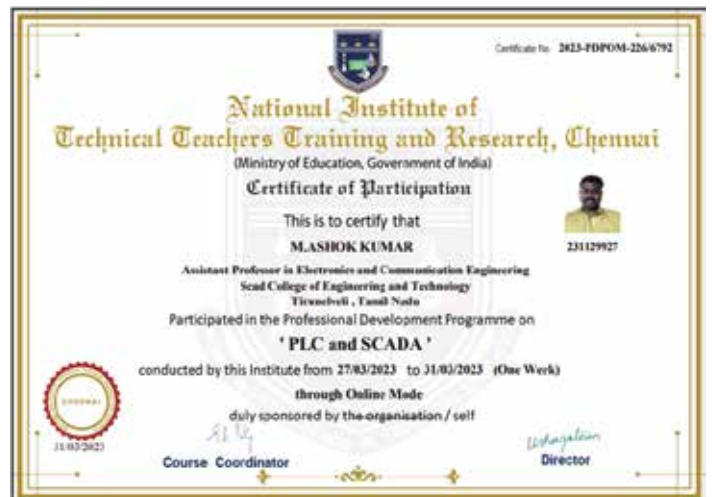 Certificate No 2023-PDPOM-226/6792
National Institute of
Technical Teachers Training and Research, Chennai
(Ministry of Education, Government of India)
Certificate of Participation
This is to certify that
M.ASHOK KUMAR
231129927
Assistant Professor in Electronics and Communication Engineering
Scad College of Engineering and Technology
Tirunelveli , Tamil Nadu
Participated in the Professional Development Programme on
' PLC and SCADA '
conducted by this Institute from 27/03/2023 to 31/03/2023 (One Week)
through Online Mode
duly sponsored by the organisation / self
CHENNAI
31/03/2023
Course Coordinator
Director